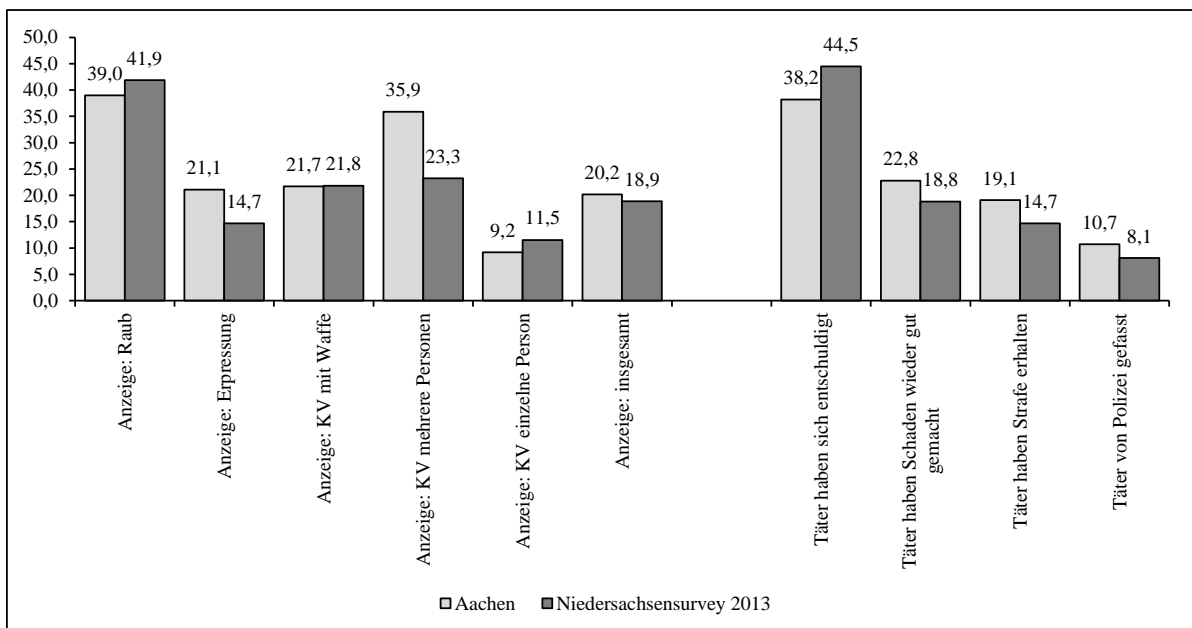 50,0
45,0
40,0
35,0
30,0
25,0
20,0
15,0
10,0
5,0
0,0
39,0
41,9
21,1
14,7
21,7
21,8
35,9
23,3
9,2
11,5
20,2
18,9
38,2
44,5
22,8
18,8
19,1
14,7
10,7
8,1
Anzeige: Raub
Anzeige: Erpressung
Anzeige: KV mit Waffe
Anzeige: KV mehrere Personen
Anzeige: KV einzelne Person
Anzeige: insgesamt
Täter haben sich entschuldigt
Täter haben Schaden wieder gut
gemacht
Täter haben Strafe erhalten
Täter von Polizei gefasst
Aachen
Niedersachsensurvey 2013